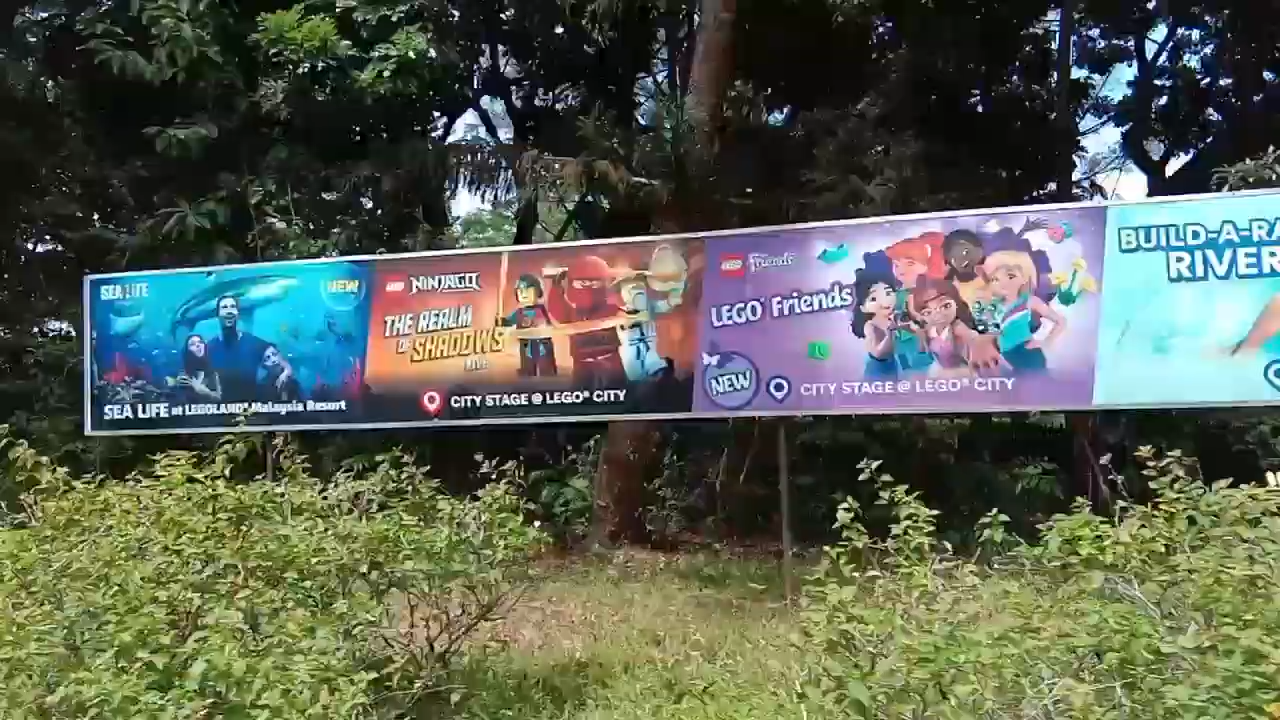 SEA LIFE
NEW
SEA LIFE at LEGOLAND® Malaysia Resort
LEGO NINJAGO
THE REALM
OF SHADOWS
LIVE
CITY STAGE @ LEGO® CITY
LEGO Friends
LEGO® Friends
NEW
CITY STAGE @ LEGO® CITY
BUILD-A-RA
RIVER